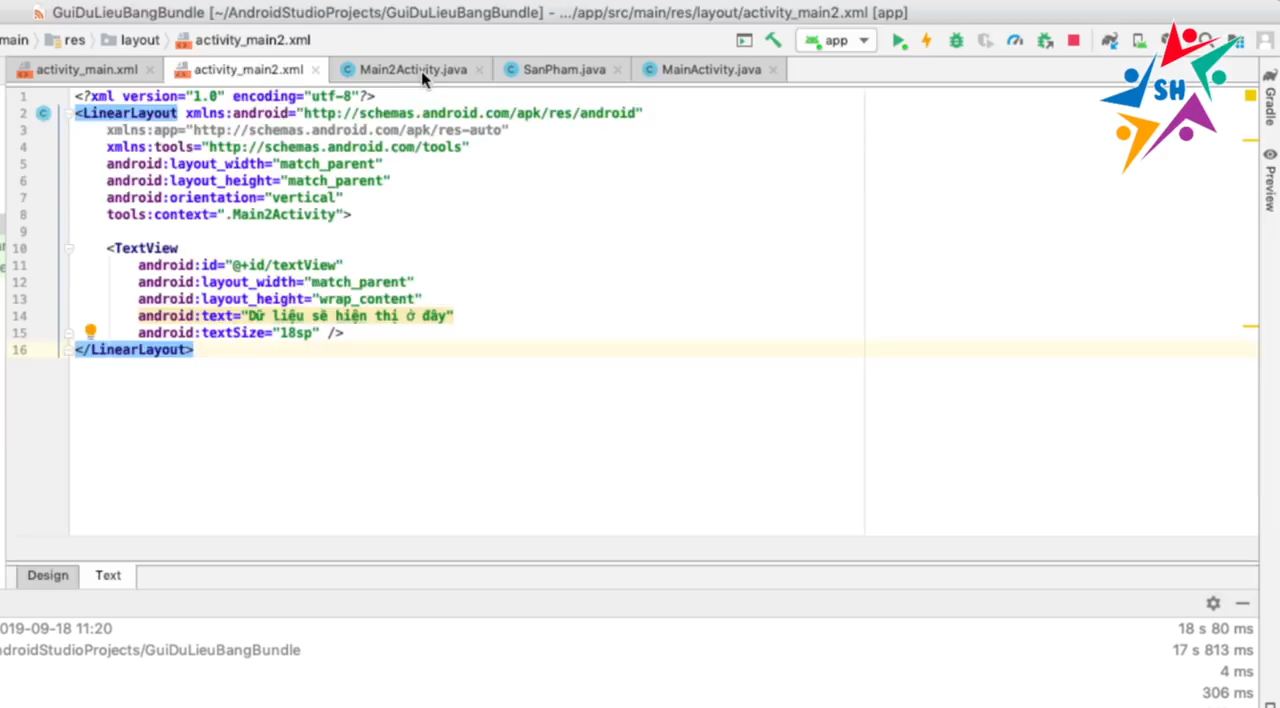 GuiDuLieuBangBundle [~/AndroidStudioProjects/GuiDuLieuBangBundle] - .../app/src/main/res/layout/activity_main2.xml [app]
main res layout activity_main2.xml app
activity_main.xml activity_main2.xml Main2Activity.java SanPham.java MainActivity.java
SH
Gradle
Preview
1 <?xml version="1.0" encoding="utf-8"?>
2 <LinearLayout xmlns:android="http://schemas.android.com/apk/res/android"
3 xmlns:app="http://schemas.android.com/apk/res-auto"
4 xmlns:tools="http://schemas.android.com/tools"
5 android:layout_width="match_parent"
6 android:layout_height="match_parent"
7 android:orientation="vertical"
8 tools:context=".Main2Activity">
9
10 <TextView
11 android:id="@+id/textView"
12 android:layout_width="match_parent"
13 android:layout_height="wrap_content"
14 android:text="Dữ liệu sẽ hiện thị ở đây"
15 android:textSize="18sp" />
16 </LinearLayout>
Design Text
019-09-18 11:20 18 s 80 ms
ndroidStudioProjects/GuiDuLieuBangBundle 17 s 813 ms
4 ms
306 ms